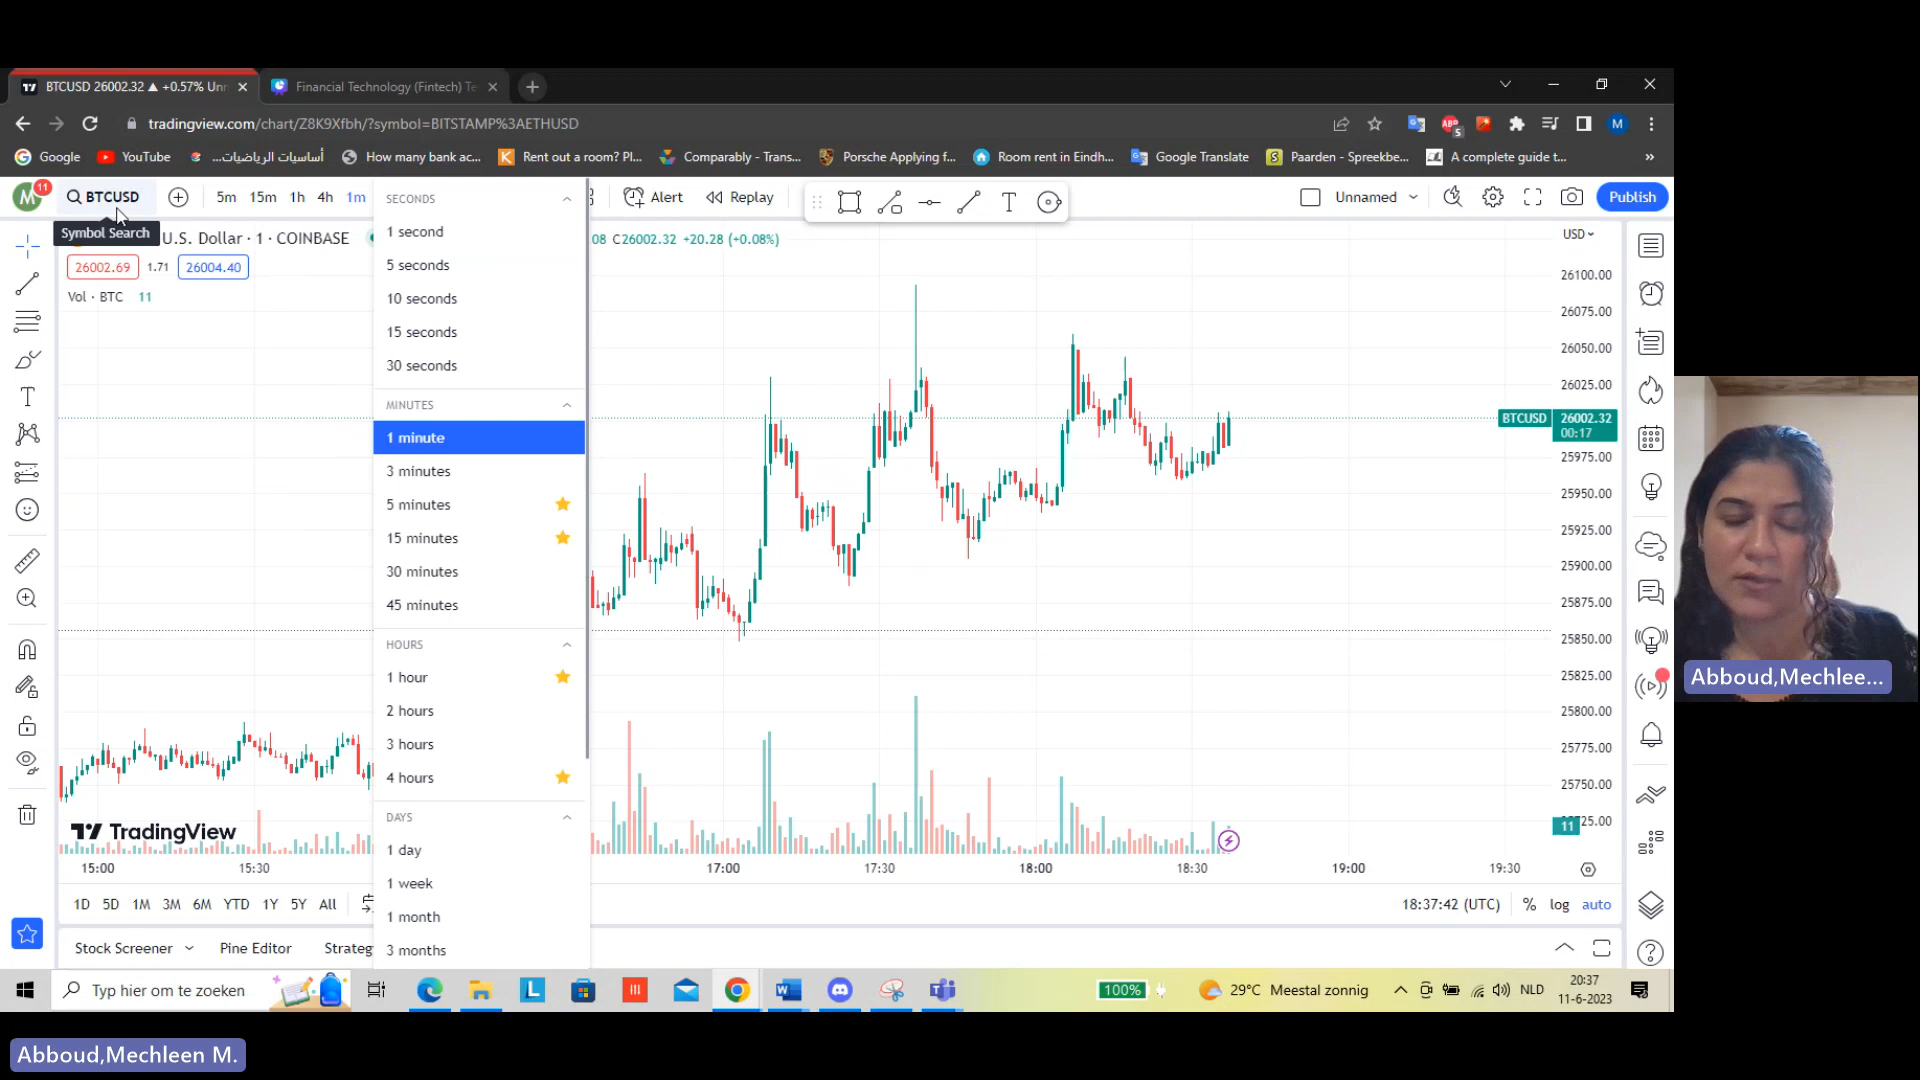 BTCUSD 26002.32 ▲ +0.57% Unn
Financial Technology (Fintech) Te
tradingview.com/chart/Z8K9Xfbh/?symbol=BITSTAMP%3AETHUSD
5
M
Google
YouTube
أساسيات الرياضيات...
How many bank ac...
Rent out a room? Pl...
Comparably - Trans...
Porsche Applying f...
Room rent in Eindh...
Google Translate
Paarden - Spreekbe...
A complete guide t...
M 11
BTCUSD
5m 15m 1h 4h 1m
Alert
Replay
Unnamed
Publish
Symbol Search
U.S. Dollar · 1 · COINBASE
08 C26002.32 +20.28 (+0.08%)
26002.69 1.71 26004.40
Vol · BTC 11
SECONDS
1 second
5 seconds
10 seconds
15 seconds
30 seconds
MINUTES
1 minute
3 minutes
5 minutes
15 minutes
30 minutes
45 minutes
HOURS
1 hour
2 hours
3 hours
4 hours
DAYS
1 day
1 week
1 month
3 months
USD
26100.00
26075.00
26050.00
26025.00
BTCUSD 26002.32
00:17
25975.00
25950.00
25925.00
25900.00
25875.00
25850.00
25825.00
25800.00
25775.00
25750.00
11
25.00
TradingView
15:00 15:30 17:00 17:30 18:00 18:30 19:00 19:30
1D 5D 1M 3M 6M YTD 1Y 5Y All
18:37:42 (UTC) % log auto
Stock Screener Pine Editor Strateg
Typ hier om te zoeken
L
100%
29°C Meestal zonnig
NLD
20:37
11-6-2023
Abboud,Mechlee...
Abboud,Mechleen M.